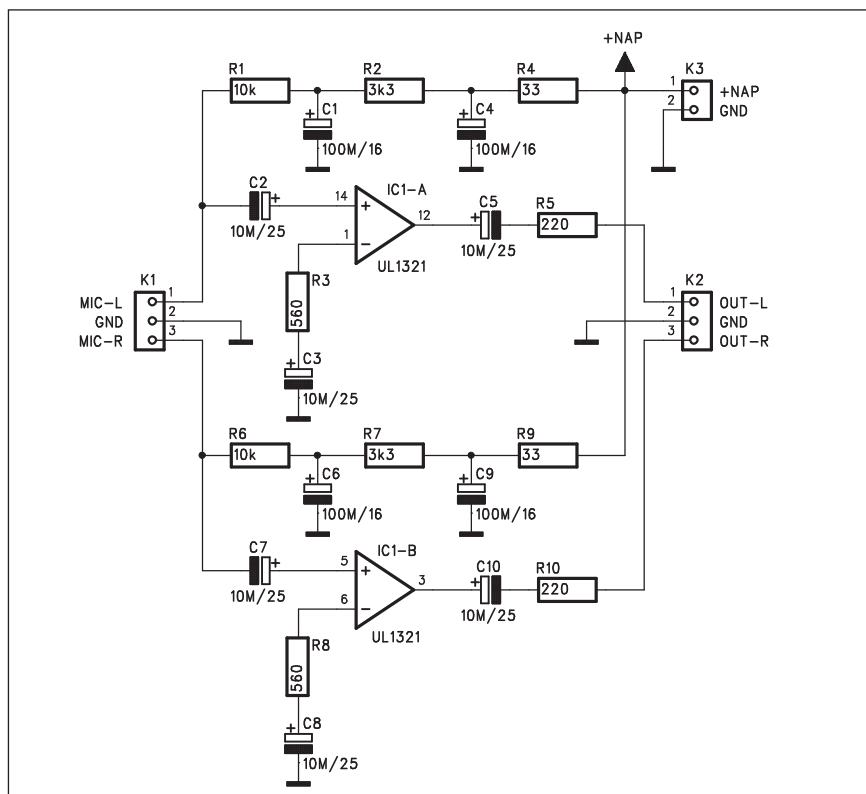 +NAP
R1
10k
R2
3k3
R4
33
K3
1
+NAP
2
GND
+
C1
100M/16
+
C4
100M/16
C2
+
10M/25
IC1-A
14
+
1
-
12
UL1321
C5
+
10M/25
R5
220
R3
560
K1
MIC-L
1
GND
2
MIC-R
3
K2
1
OUT-L
2
GND
3
OUT-R
+
C3
10M/25
R6
10k
R7
3k3
R9
33
+
C6
100M/16
+
C9
100M/16
C7
+
10M/25
IC1-B
5
+
6
-
3
UL1321
C10
+
10M/25
R10
220
R8
560
+
C8
10M/25